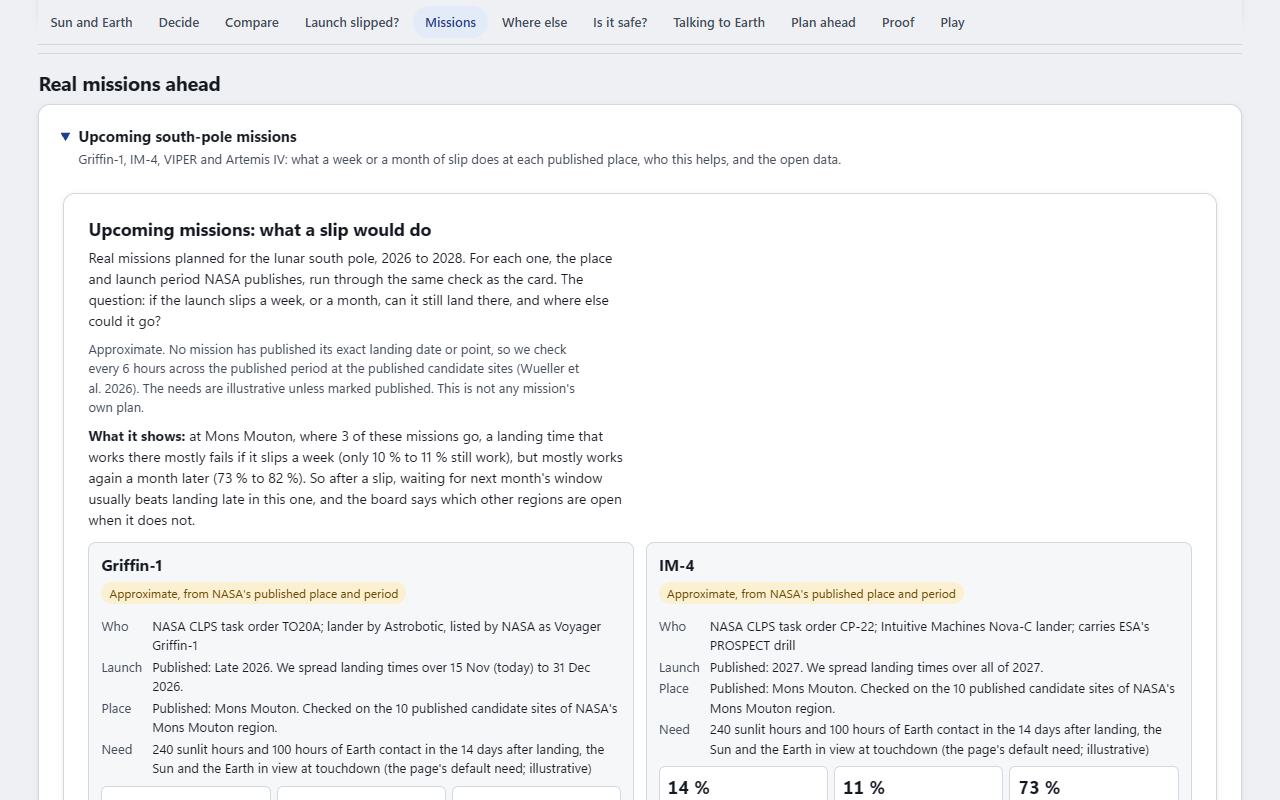 Sun and Earth Decide Compare Launch slipped? Missions Where else Is it safe? Talking to Earth Plan ahead Proof Play
Real missions ahead
Upcoming south-pole missions
Griffin-1, IM-4, VIPER and Artemis IV: what a week or a month of slip does at each published place, who this helps, and the open data.
Upcoming missions: what a slip would do
Real missions planned for the lunar south pole, 2026 to 2028. For each one, the place
and launch period NASA publishes, run through the same check as the card. The
question: if the launch slips a week, or a month, can it still land there, and where else
could it go?
Approximate. No mission has published its exact landing date or point, so we check
every 6 hours across the published period at the published candidate sites (Wueller et
al. 2026). The needs are illustrative unless marked published. This is not any mission's
own plan.
What it shows: at Mons Mouton, where 3 of these missions go, a landing time that
works there mostly fails if it slips a week (only 10 % to 11 % still work), but mostly works
again a month later (73 % to 82 %). So after a slip, waiting for next month's window
usually beats landing late in this one, and the board says which other regions are open
when it does not.
Griffin-1
Approximate, from NASA's published place and period
Who NASA CLPS task order TO20A; lander by Astrobotic, listed by NASA as Voyager
Griffin-1
Launch Published: Late 2026. We spread landing times over 15 Nov (today) to 31 Dec
2026.
Place Published: Mons Mouton. Checked on the 10 published candidate sites of NASA's
Mons Mouton region.
Need 240 sunlit hours and 100 hours of Earth contact in the 14 days after landing, the
Sun and the Earth in view at touchdown (the page's default need; illustrative)
IM-4
Approximate, from NASA's published place and period
Who NASA CLPS task order CP-22; Intuitive Machines Nova-C lander; carries ESA's
PROSPECT drill
Launch Published: 2027. We spread landing times over all of 2027.
Place Published: Mons Mouton. Checked on the 10 published candidate sites of NASA's
Mons Mouton region.
Need 240 sunlit hours and 100 hours of Earth contact in the 14 days after landing, the
Sun and the Earth in view at touchdown (the page's default need; illustrative)
14 % 11 % 73 %